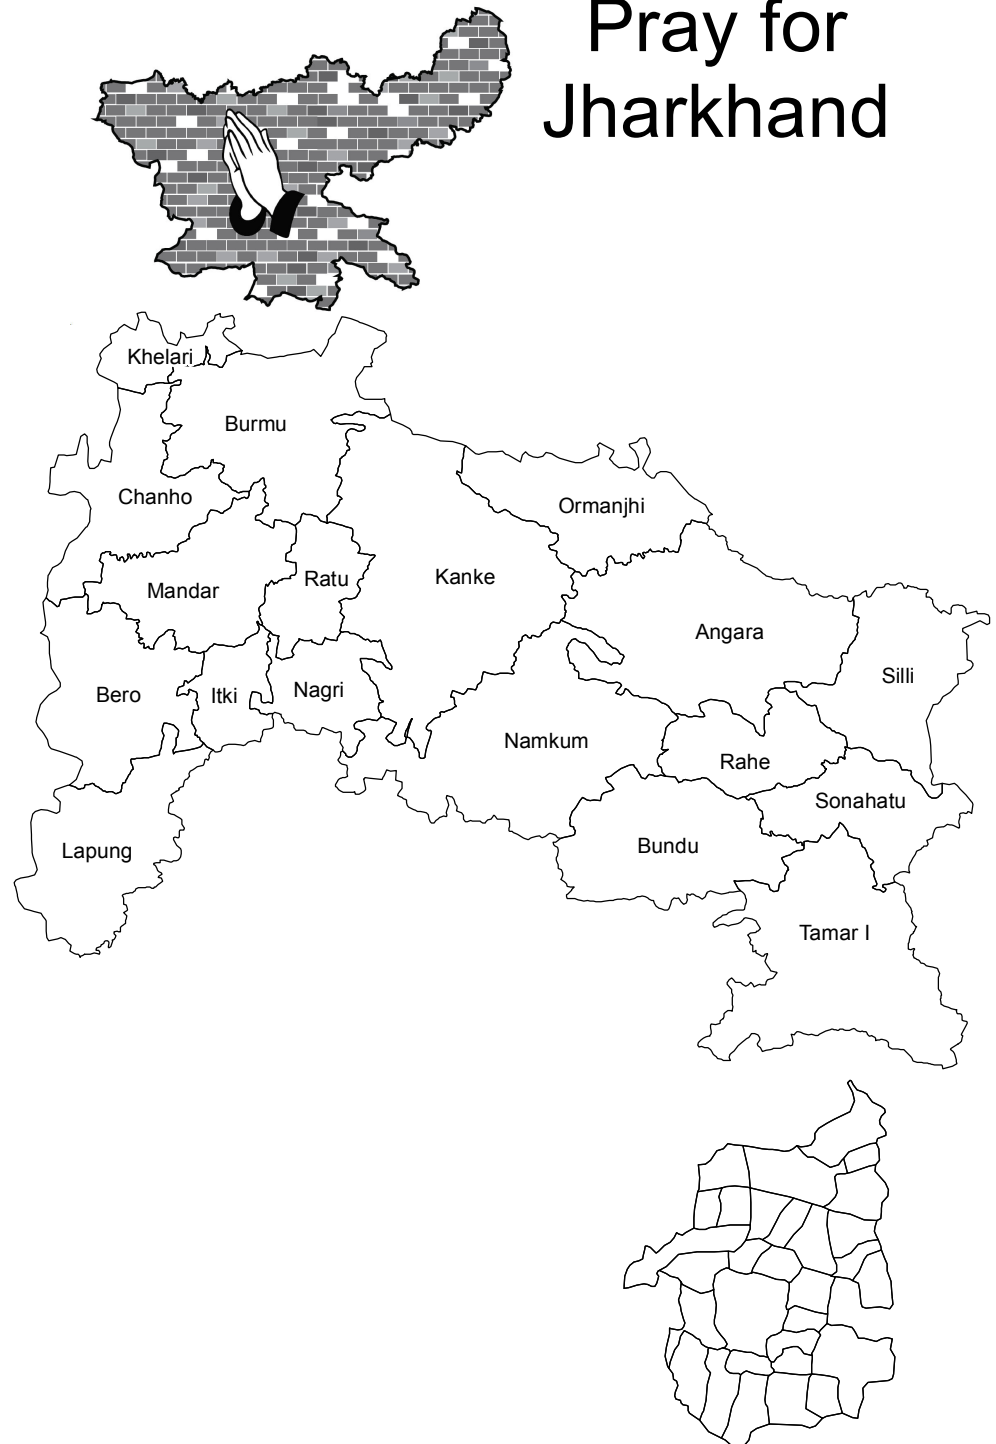 Pray for
Jharkhand
Khelari
Burmu
Chanho
Ormanjhi
Mandar
Ratu
Kanke
Angara
Silli
Bero
Itki
Nagri
Namkum
Rahe
Sonahatu
Lapung
Bundu
Tamar I